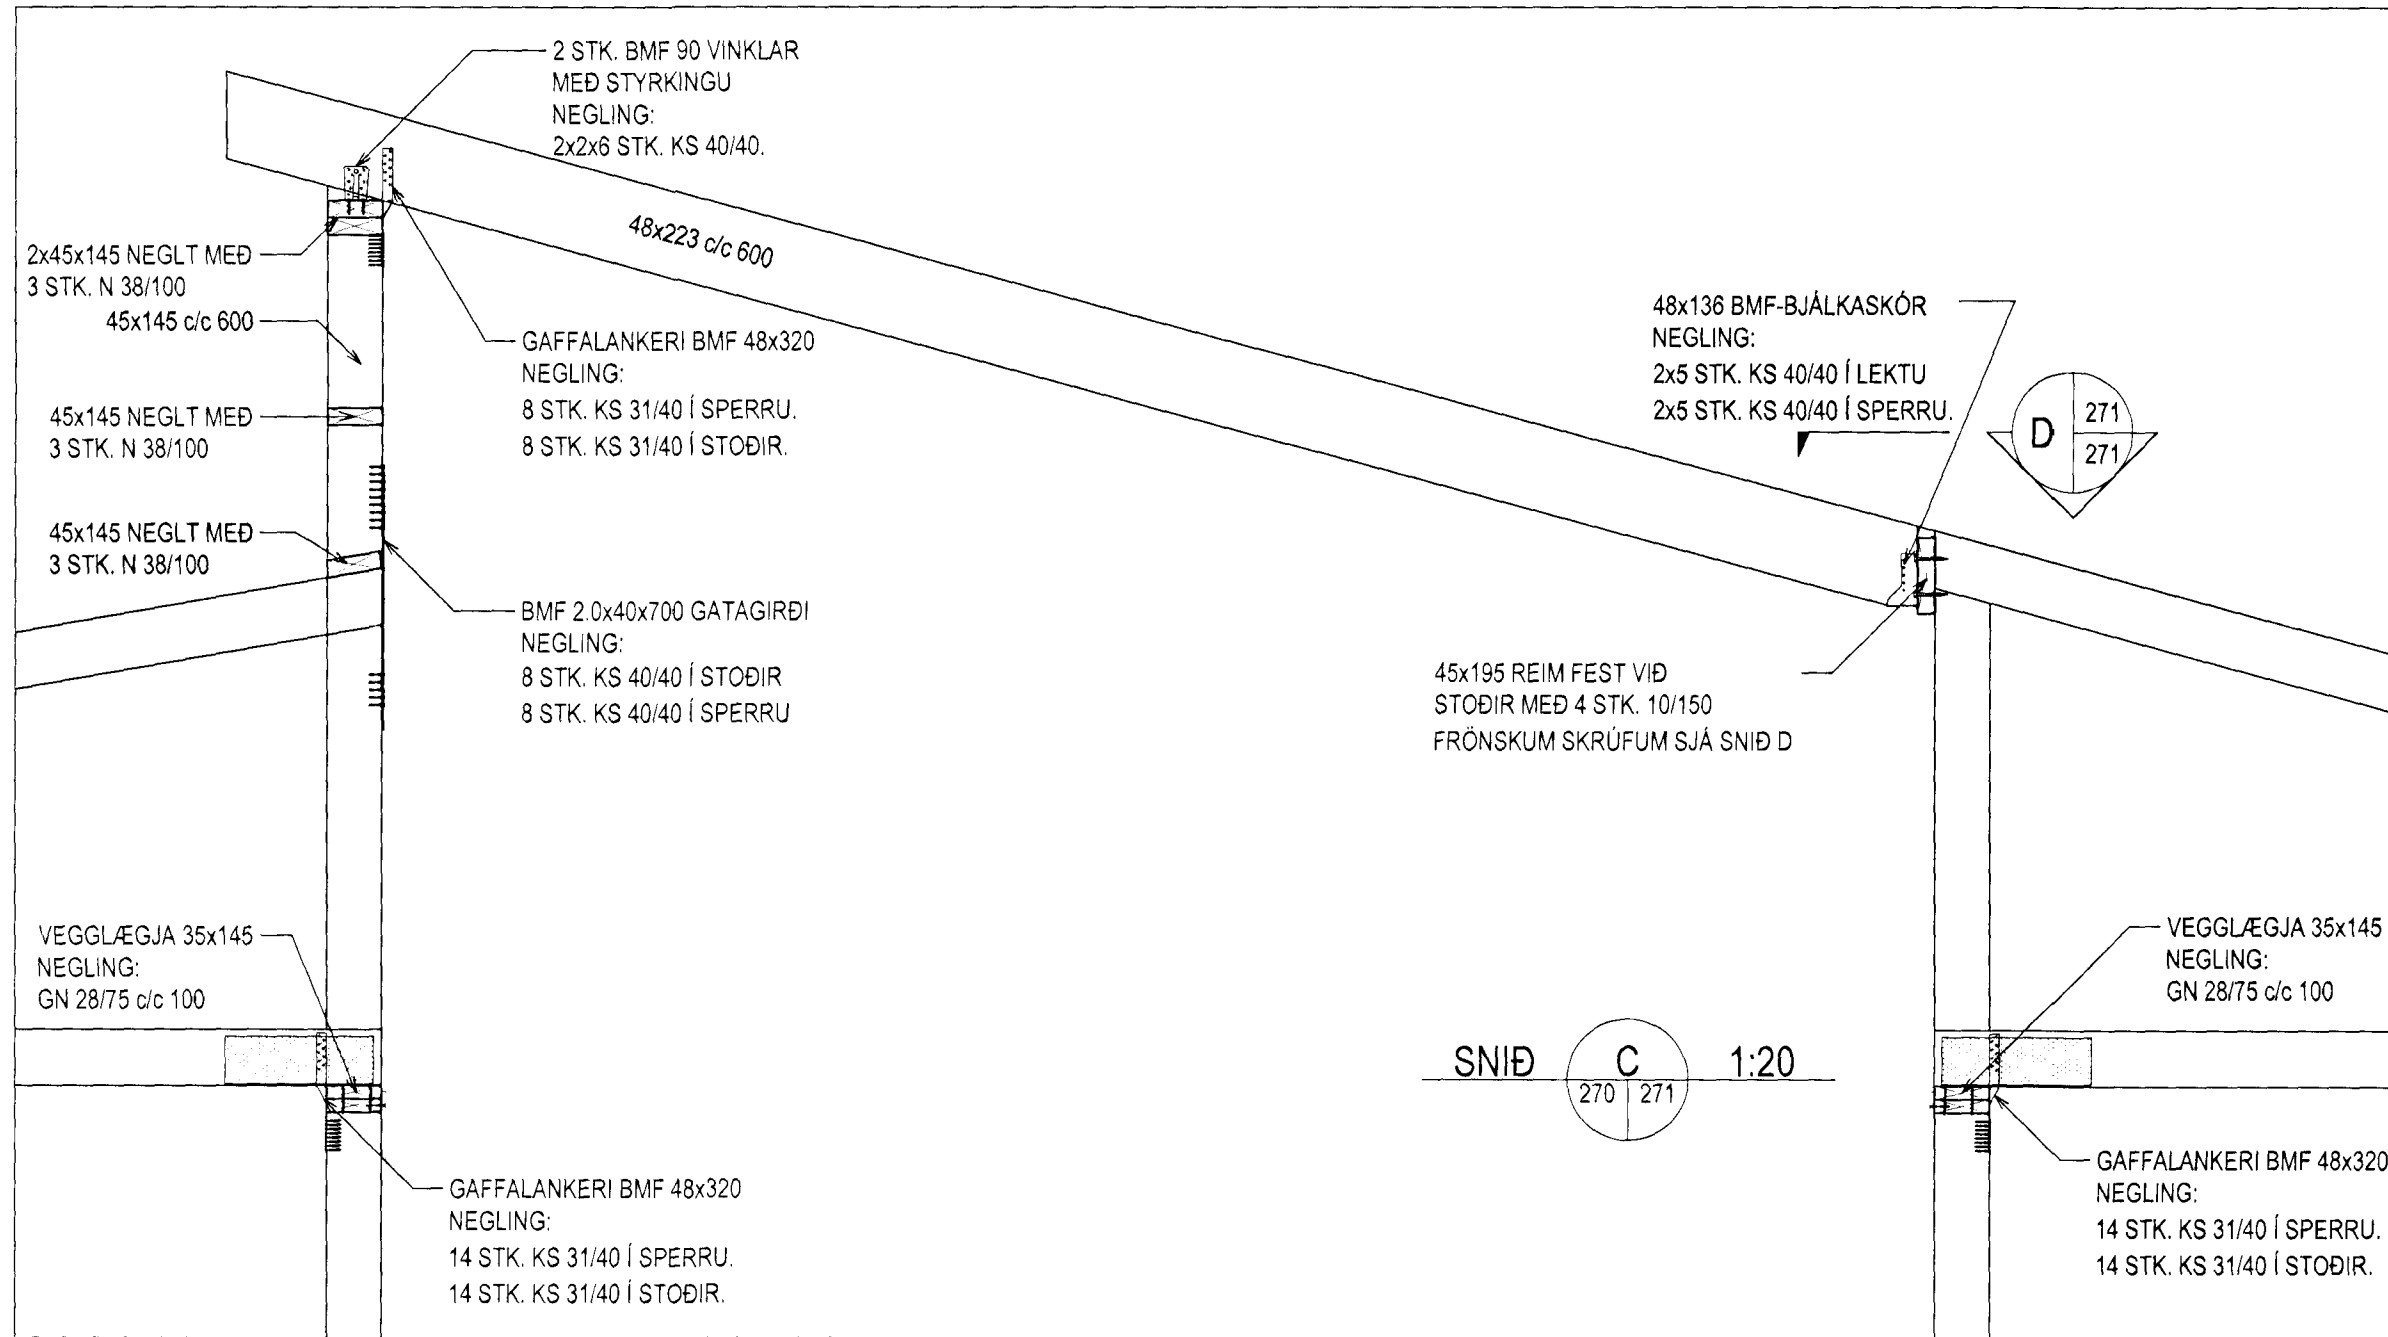 2 STK. BMF 90 VINKLAR
MEÐ STYRKINGU
NEGLING:
2x2x6 STK. KS 40/40.
48x223 c/c 600
2x45x145 NEGLT MEÐ
3 STK. N 38/100
45x145 c/c 600
GAFFALANKERI BMF 48x320
NEGLING:
8 STK. KS 31/40 Í SPERRU.
8 STK. KS 31/40 Í STOÐIR.
48x136 BMF-BJÁLKASKÓR
NEGLING:
2x5 STK. KS 40/40 Í LEKTU
2x5 STK. KS 40/40 Í SPERRU.
D
271
271
45x145 NEGLT MEÐ
3 STK. N 38/100
45x145 NEGLT MEÐ
3 STK. N 38/100
BMF 2.0x40x700 GATAGIRÐI
NEGLING:
8 STK. KS 40/40 Í STOÐIR
8 STK. KS 40/40 Í SPERRU
45x195 REIM FEST VIÐ
STOÐIR MEÐ 4 STK. 10/150
FRÖNSKUM SKRÚFUM SJÁ SNIÐ D
VEGGLÆGJA 35x145
NEGLING:
GN 28/75 c/c 100
VEGGLÆGJA 35x145
NEGLING:
GN 28/75 c/c 100
SNIÐ C 1:20
270 271
GAFFALANKERI BMF 48x320
NEGLING:
14 STK. KS 31/40 Í SPERRU.
14 STK. KS 31/40 Í STOÐIR.
GAFFALANKERI BMF 48x320
NEGLING:
14 STK. KS 31/40 Í SPERRU.
14 STK. KS 31/40 Í STOÐIR.